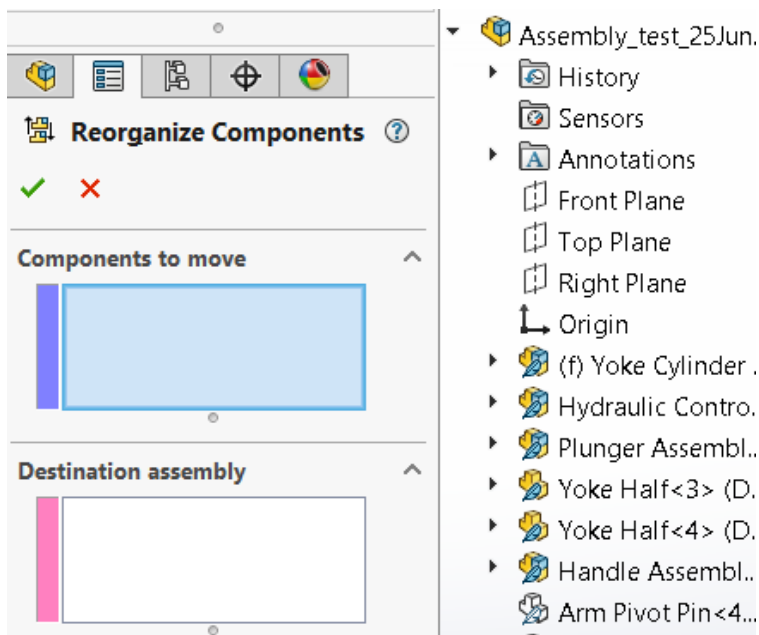 Reorganize Components
Components to move
Destination assembly
Assembly_test_25Jun.
History
Sensors
Annotations
Front Plane
Top Plane
Right Plane
Origin
(f) Yoke Cylinder .
Hydraulic Contro.
Plunger Assembl..
Yoke Half<3> (D.
Yoke Half<4> (D.
Handle Assembl..
Arm Pivot Pin<4...